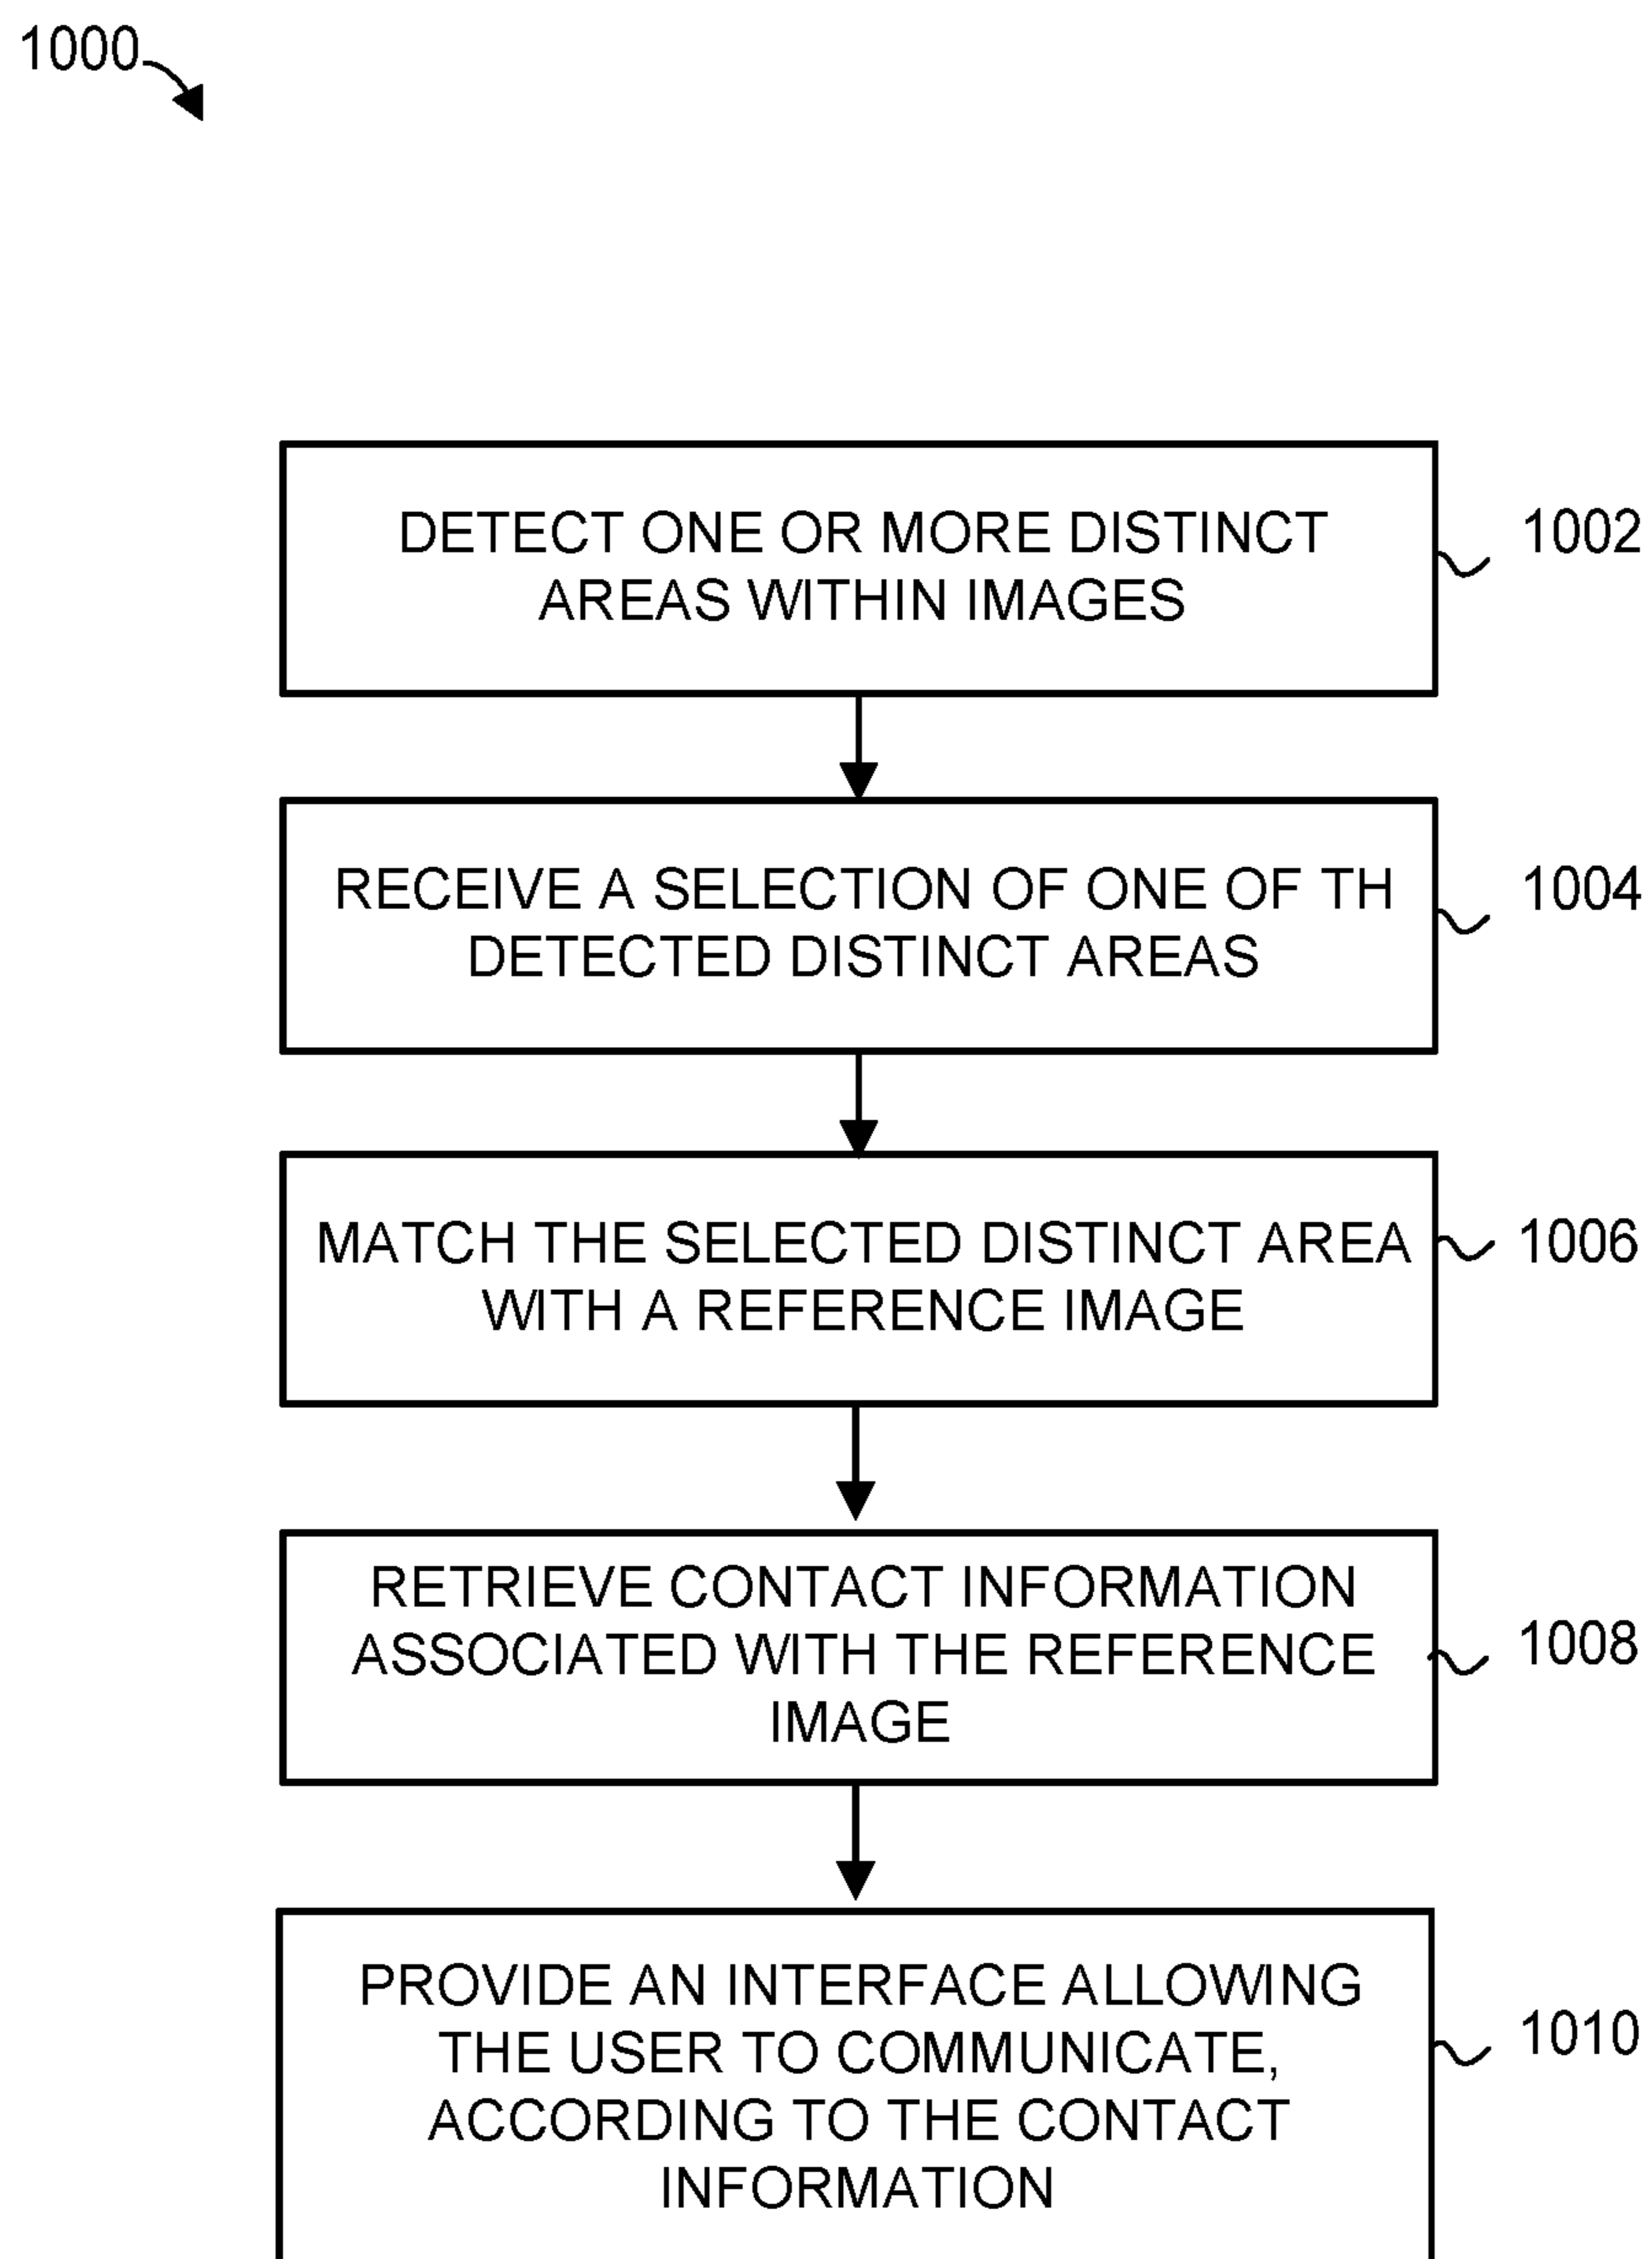 1000
DETECT ONE OR MORE DISTINCT
AREAS WITHIN IMAGES
1002
RECEIVE A SELECTION OF ONE OF TH
DETECTED DISTINCT AREAS
1004
MATCH THE SELECTED DISTINCT AREA
WITH A REFERENCE IMAGE
1006
RETRIEVE CONTACT INFORMATION
ASSOCIATED WITH THE REFERENCE
IMAGE
1008
PROVIDE AN INTERFACE ALLOWING
THE USER TO COMMUNICATE,
ACCORDING TO THE CONTACT
INFORMATION
1010